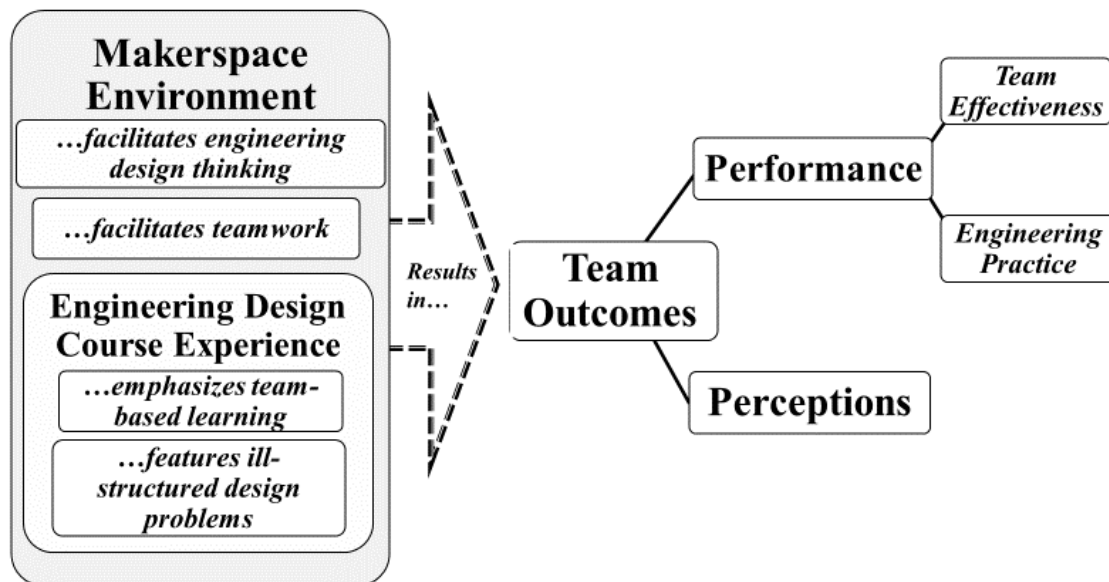 Makerspace
Environment
…facilitates engineering
design thinking
…facilitates teamwork
Engineering Design
Course Experience
…emphasizes team-
based learning
…features ill-
structured design
problems
Results
in…
Team
Outcomes
Performance
Perceptions
Team
Effectiveness
Engineering
Practice